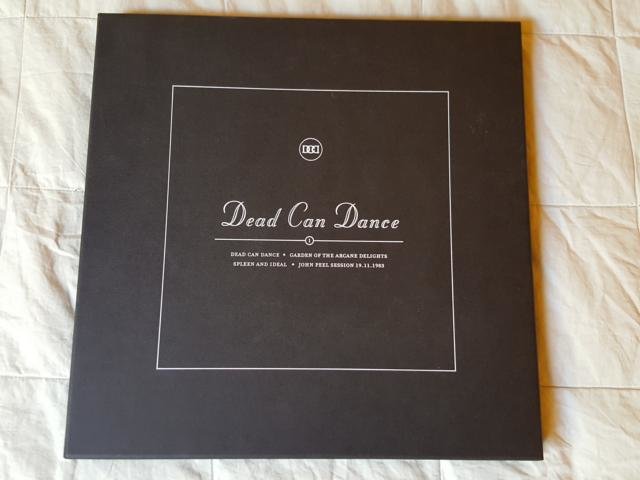 DCD
Dead Can Dance
1
DEAD CAN DANCE • GARDEN OF THE ARCANE DELIGHTS
SPLEEN AND IDEAL • JOHN PEEL SESSION 19.11.1983